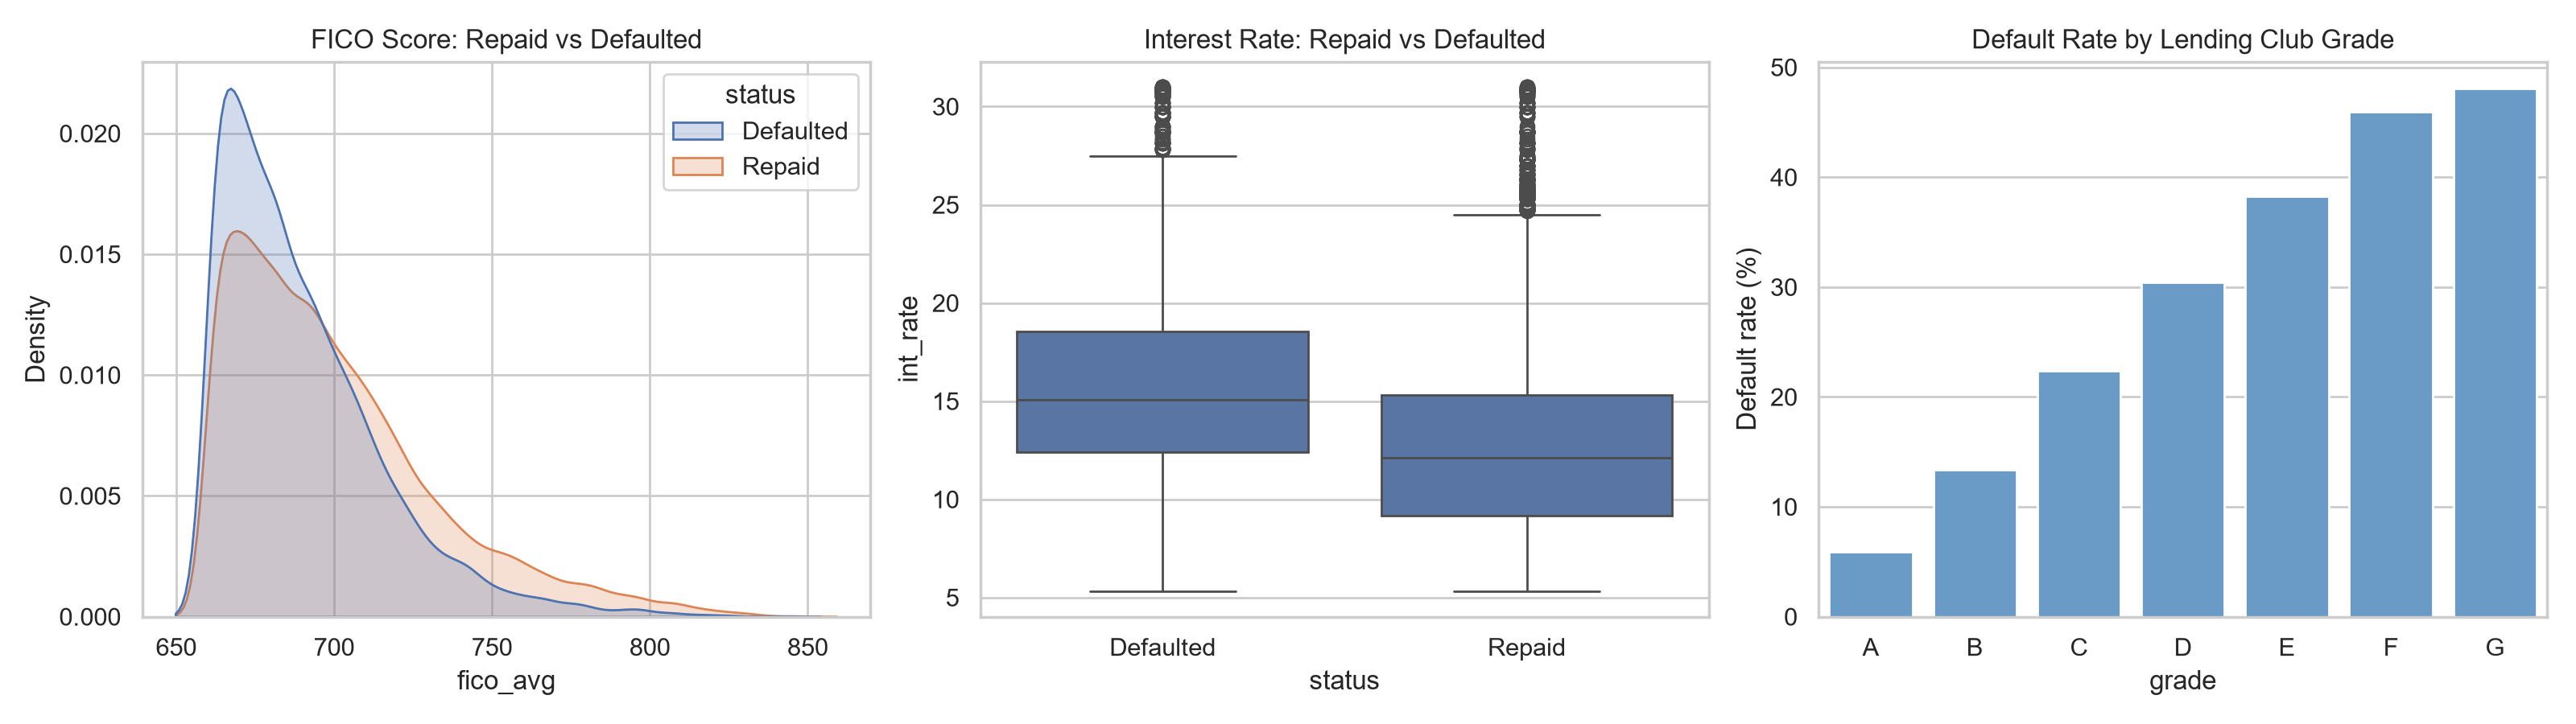 FICO Score: Repaid vs Defaulted
status
Defaulted
Repaid
Density
0.020
0.015
0.010
0.005
0.000
650 700 750 800 850
fico_avg
Interest Rate: Repaid vs Defaulted
int_rate
30
25
20
15
10
5
Defaulted Repaid
status
Default Rate by Lending Club Grade
Default rate (%)
50
40
30
20
10
0
A B C D E F G
grade